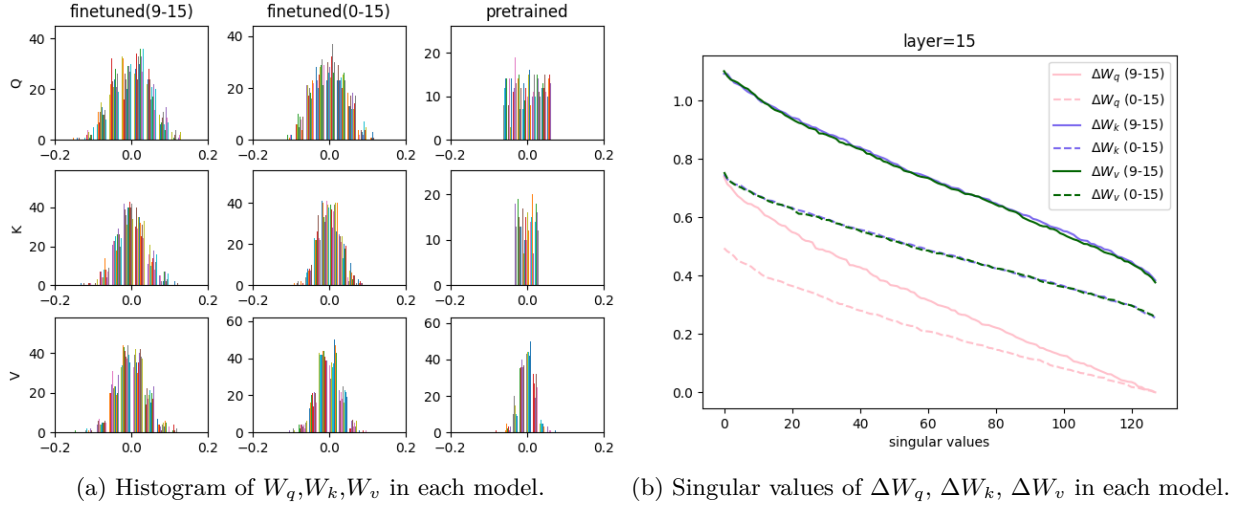 finetuned(9-15) finetuned(0-15) pretrained
Q
40
20
0
−0.2 0.0 0.2
40
20
0
−0.2 0.0 0.2
20
10
0
−0.2 0.0 0.2
K
40
20
0
−0.2 0.0 0.2
40
20
0
−0.2 0.0 0.2
20
10
0
−0.2 0.0 0.2
V
40
20
0
−0.2 0.0 0.2
60
40
20
0
−0.2 0.0 0.2
60
40
20
0
−0.2 0.0 0.2
layer=15
1.0
0.8
0.6
0.4
0.2
0.0
0 20 40 60 80 100 120
singular values
ΔW_q (9-15)
ΔW_q (0-15)
ΔW_k (9-15)
ΔW_k (0-15)
ΔW_v (9-15)
ΔW_v (0-15)
(a) Histogram of W_q,W_k,W_v in each model.
(b) Singular values of ΔW_q, ΔW_k, ΔW_v in each model.